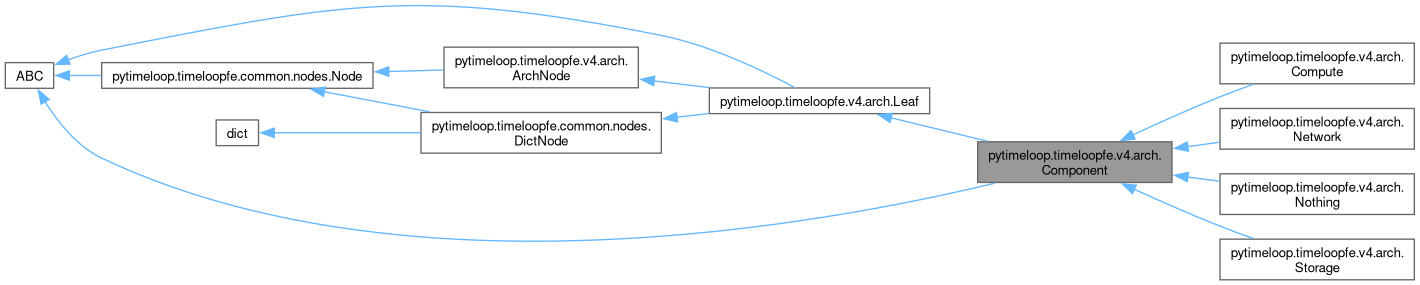 ABC
pytimeloop.timeloopfe.common.nodes.Node
dict
pytimeloop.timeloopfe.v4.arch.
ArchNode
pytimeloop.timeloopfe.common.nodes.
DictNode
pytimeloop.timeloopfe.v4.arch.Leaf
pytimeloop.timeloopfe.v4.arch.
Component
pytimeloop.timeloopfe.v4.arch.
Compute
pytimeloop.timeloopfe.v4.arch.
Network
pytimeloop.timeloopfe.v4.arch.
Nothing
pytimeloop.timeloopfe.v4.arch.
Storage